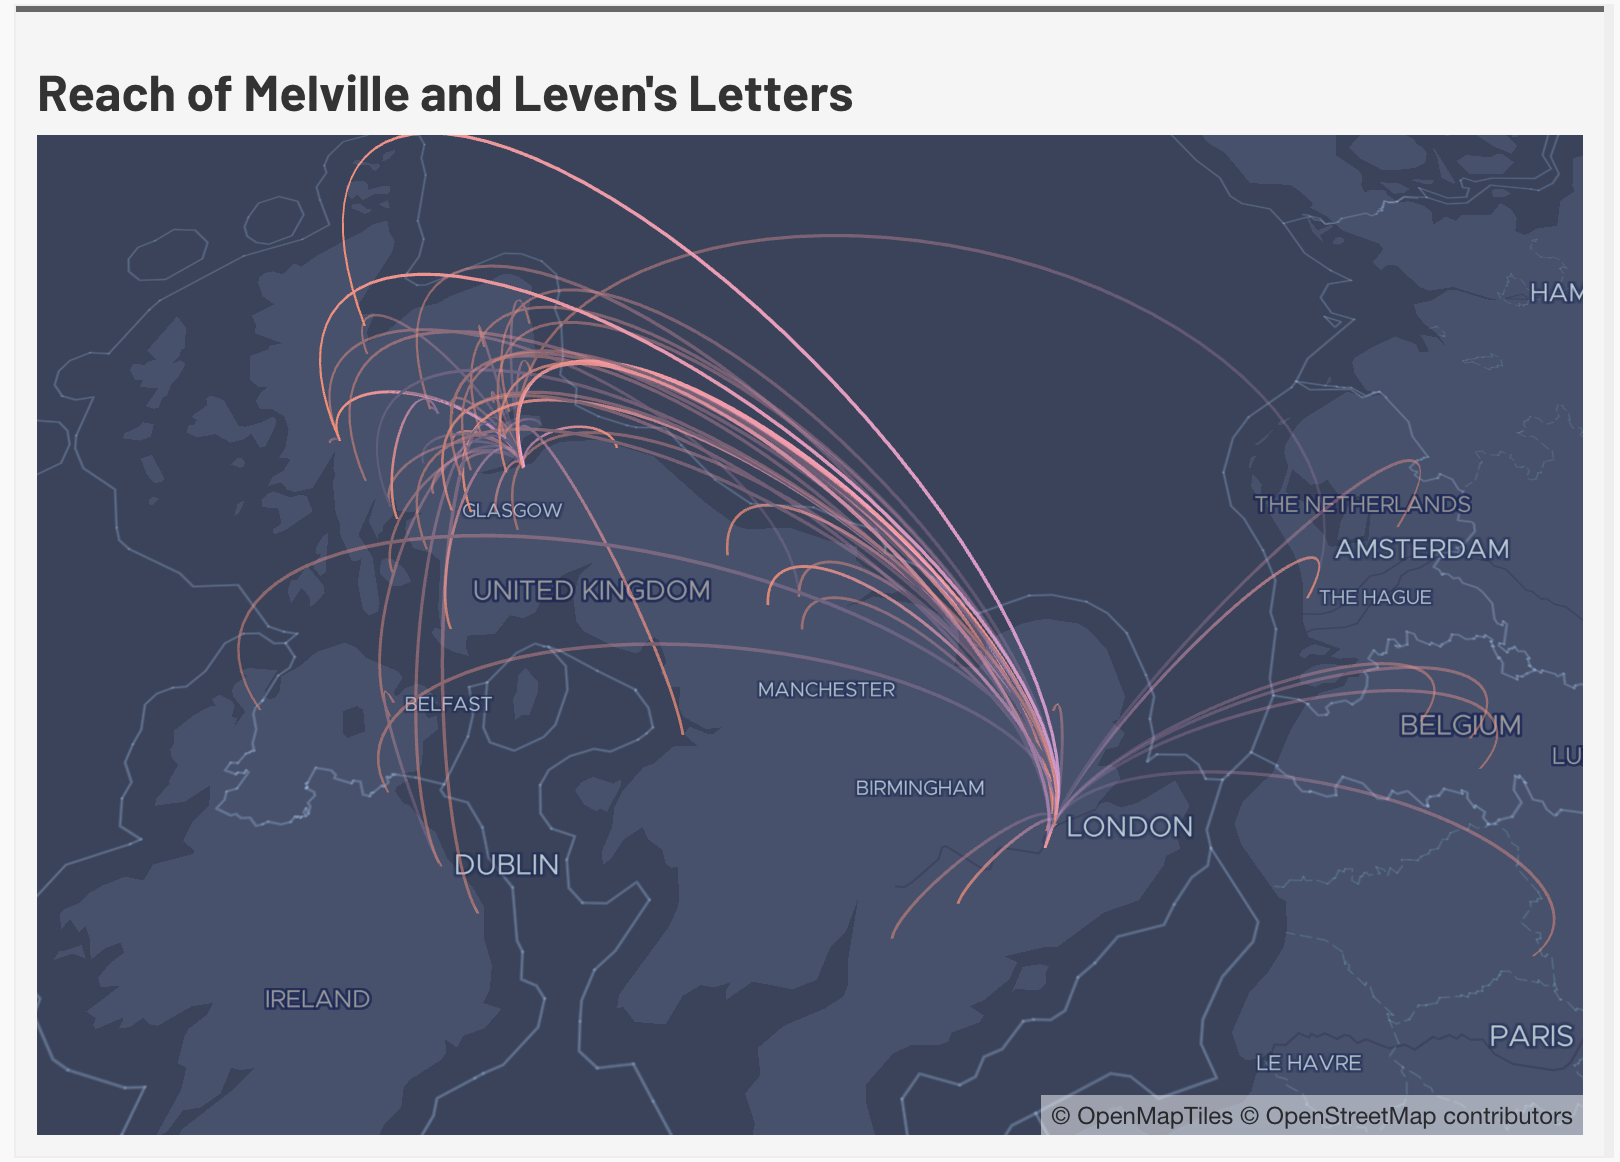 Reach of Melville and Leven's Letters
HAM
GLASGOW
THE NETHERLANDS
AMSTERDAM
UNITED KINGDOM
THE HAGUE
MANCHESTER
BELFAST
BELGIUM
LU
BIRMINGHAM
LONDON
DUBLIN
IRELAND
PARIS
LE HAVRE
© OpenMapTiles © OpenStreetMap contributors